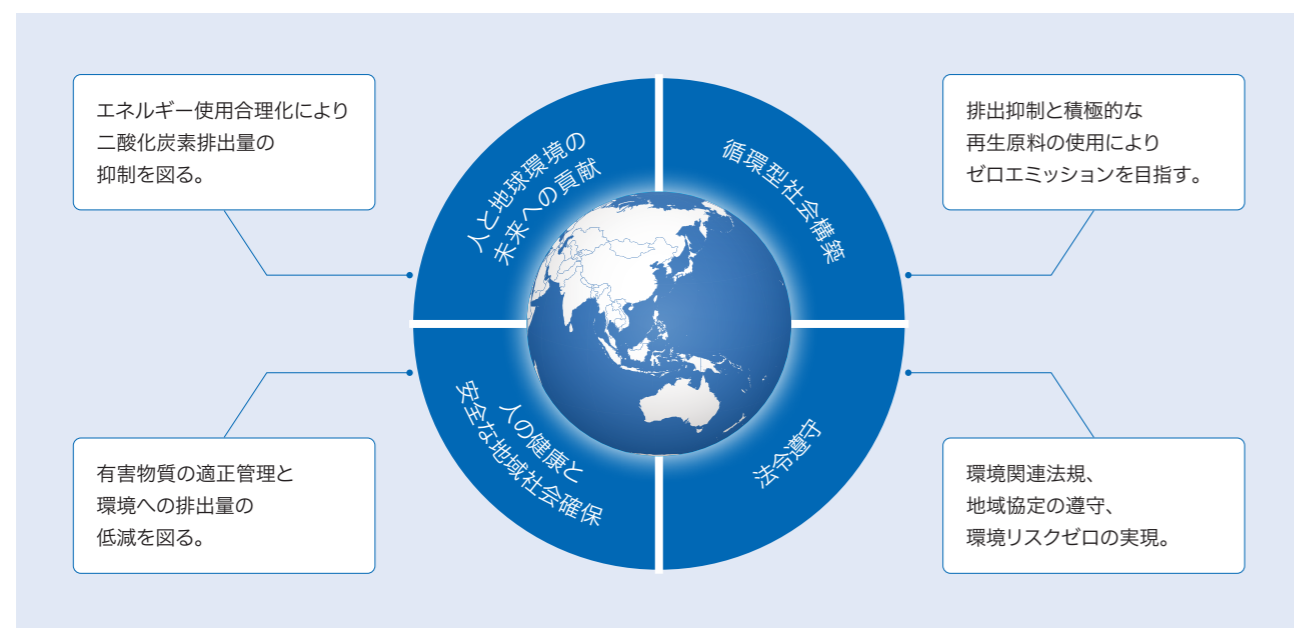 エネルギー使用合理化により
二酸化炭素排出量の
抑制を図る。
人と地球環境の
未来への貢献
循環型社会構築
排出抑制と積極的な
再生原料の使用により
ゼロエミッションを目指す。
有害物質の適正管理と
環境への排出量の
低減を図る。
人の健康と
安全な地域社会確保
法令遵守
環境関連法規、
地域協定の遵守、
環境リスクゼロの実現。